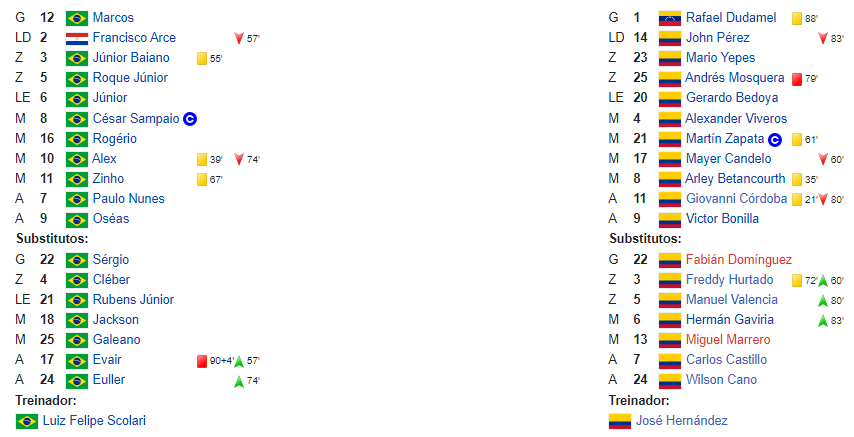 G 12 Marcos
LD 2 Francisco Arce 57'
Z 3 Júnior Baiano 55'
Z 5 Roque Júnior
LE 6 Júnior
M 8 César Sampaio C
M 16 Rogério
M 10 Alex 39' 74'
M 11 Zinho 67'
A 7 Paulo Nunes
A 9 Oséas
Substitutos:
G 22 Sérgio
Z 4 Cléber
LE 21 Rubens Júnior
M 18 Jackson
M 25 Galeano
A 17 Evair 90+4' 57'
A 24 Euller 74'
Treinador:
Luiz Felipe Scolari
G 1 Rafael Dudamel 88'
LD 14 John Pérez 83'
Z 23 Mario Yepes
Z 25 Andrés Mosquera 79'
LE 20 Gerardo Bedoya
M 4 Alexander Viveros
M 21 Martín Zapata C 61'
M 17 Mayer Candelo 60'
M 8 Arley Betancourth 35'
A 11 Giovanni Córdoba 21' 80'
A 9 Victor Bonilla
Substitutos:
G 22 Fabián Domínguez
Z 3 Freddy Hurtado 72' 60'
Z 5 Manuel Valencia 80'
M 6 Hermán Gaviria 83'
M 13 Miguel Marrero
A 7 Carlos Castillo
A 24 Wilson Cano
Treinador:
José Hernández